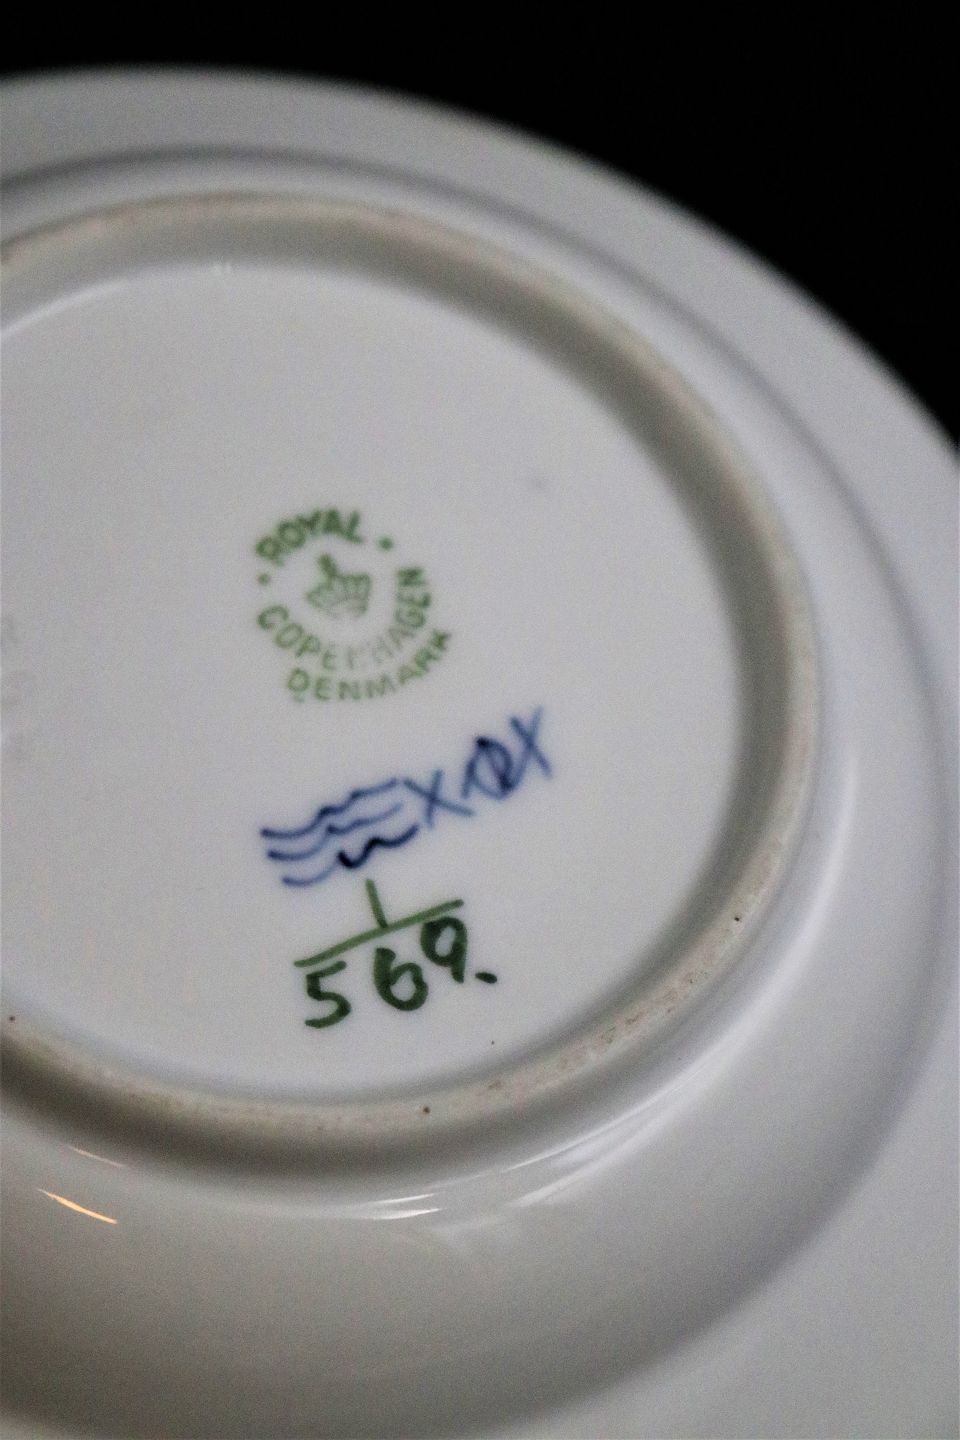 ROYAL
COPENHAGEN
DENMARK
1
569.